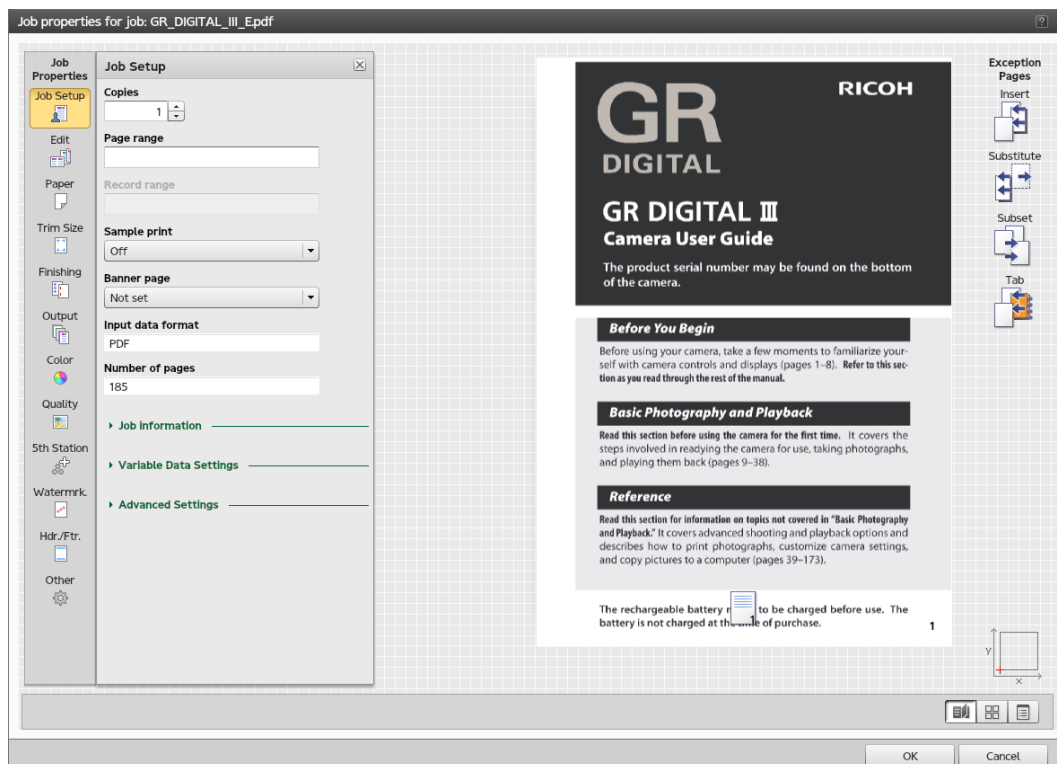 Job properties for job: GR_DIGITAL_III_E.pdf
?
Job
Properties
Job Setup
Edit
Paper
Trim Size
Finishing
Output
Color
Quality
5th Station
Watermrk.
Hdr./Ftr.
Other
Job Setup
Copies
1
Page range
Record range
Sample print
Off
Banner page
Not set
Input data format
PDF
Number of pages
185
Job Information
Variable Data Settings
Advanced Settings
RICOH
GR
DIGITAL
GR DIGITAL III
Camera User Guide
The product serial number may be found on the bottom
of the camera.
Before You Begin
Before using your camera, take a few moments to familiarize your-
self with camera controls and displays (pages 1–8). Refer to this sec-
tion as you read through the rest of the manual.
Basic Photography and Playback
Read this section before using the camera for the first time. It covers the
steps involved in readying the camera for use, taking photographs,
and playing them back (pages 9–38).
Reference
Read this section for information on topics not covered in "Basic Photography
and Playback." It covers advanced shooting and playback options and
describes how to print photographs, customize camera settings,
and copy pictures to a computer (pages 39–173).
The rechargeable battery to be charged before use. The
battery is not charged at of purchase.
1
1
Exception
Pages
Insert
Substitute
Subset
Tab
y
x
OK
Cancel